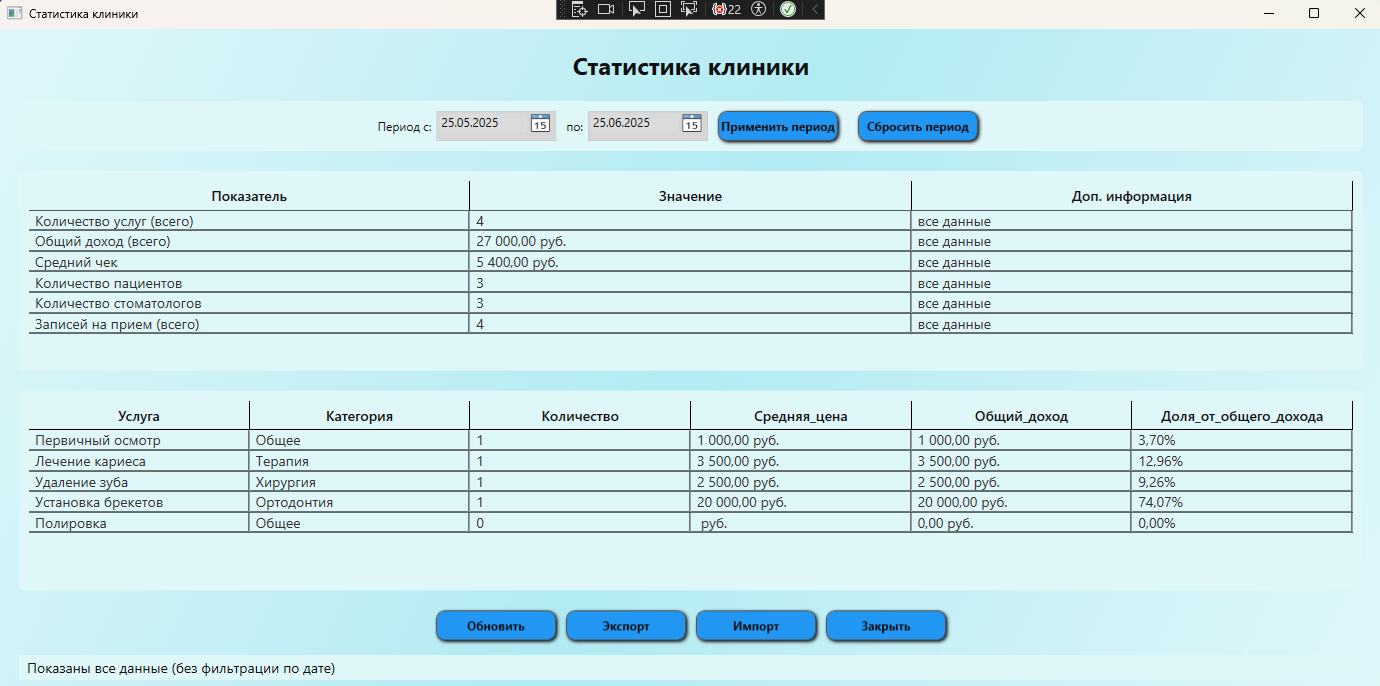 Статистика клиники
22
Статистика клиники
Период с: 25.05.2025 15 по: 25.06.2025 15 Применить период Сбросить период
Показатель Значение Доп. информация
Количество услуг (всего) 4 все данные
Общий доход (всего) 27 000,00 руб. все данные
Средний чек 5 400,00 руб. все данные
Количество пациентов 3 все данные
Количество стоматологов 3 все данные
Записей на прием (всего) 4 все данные
Услуга Категория Количество Средняя_цена Общий_доход Доля_от_общего_дохода
Первичный осмотр Общее 1 1 000,00 руб. 1 000,00 руб. 3,70%
Лечение кариеса Терапия 1 3 500,00 руб. 3 500,00 руб. 12,96%
Удаление зуба Хирургия 1 2 500,00 руб. 2 500,00 руб. 9,26%
Установка брекетов Ортодонтия 1 20 000,00 руб. 20 000,00 руб. 74,07%
Полировка Общее 0 руб. 0,00 руб. 0,00%
Обновить Экспорт Импорт Закрыть
Показаны все данные (без фильтрации по дате)